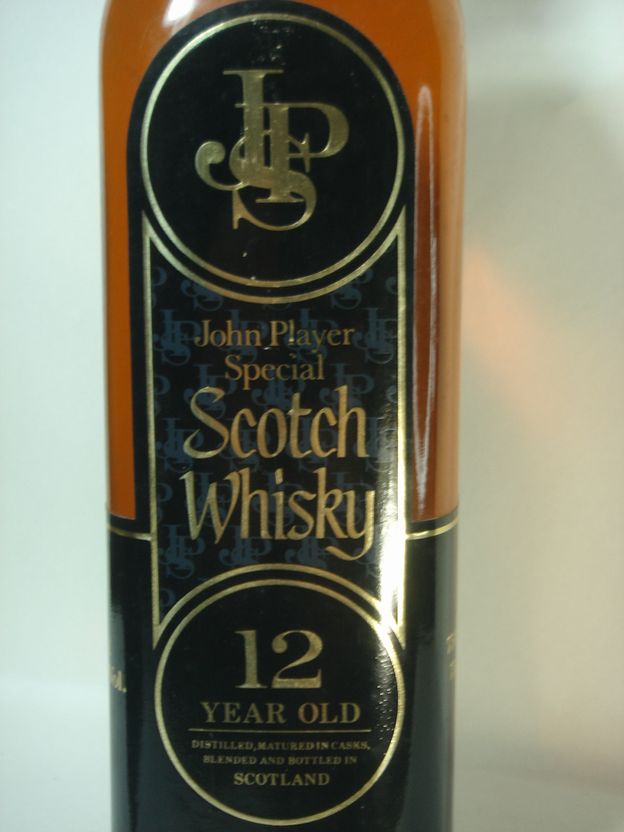 JPS
John Player
Special
Scotch
Whisky
12
YEAR OLD
DISTILLED, MATURED IN CASKS,
BLENDED AND BOTTLED IN
SCOTLAND